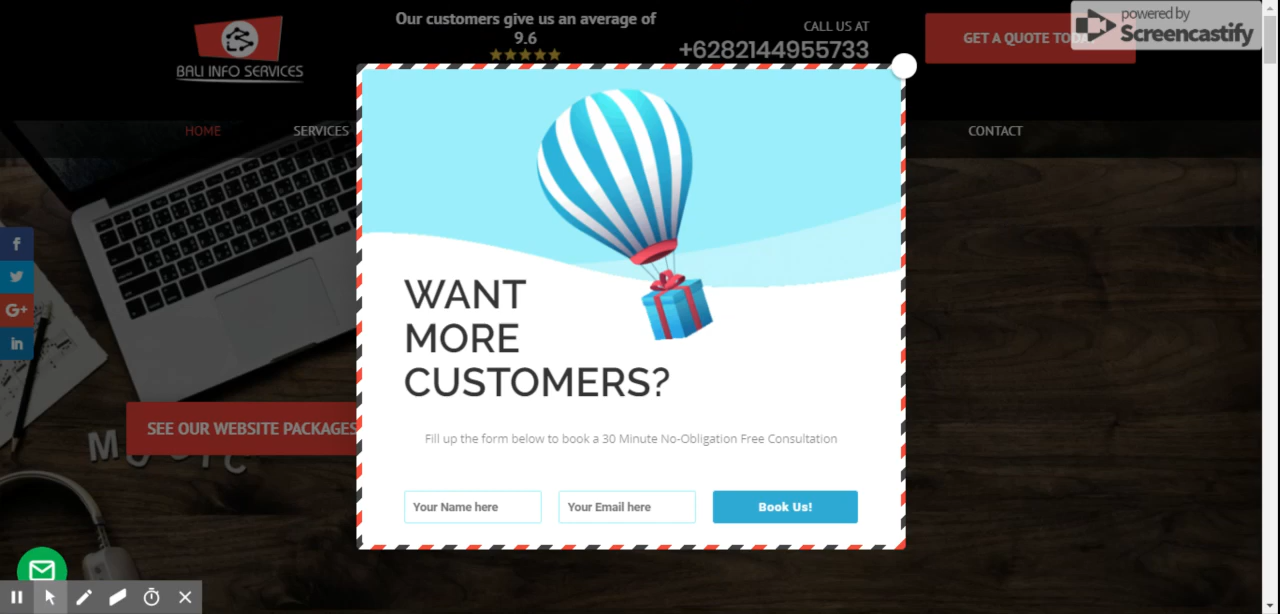 Our customers give us an average of
9.6
CALL US AT
+6282144955733
GET A QUOTE TODA
powered by
Screencastify
BALI INFO SERVICES
HOME
SERVICES
CONTACT
f
G+
in
WANT
MORE
CUSTOMERS?
SEE OUR WEBSITE PACKAGES
Fill up the form below to book a 30 Minute No-Obligation Free Consultation
Your Name here
Your Email here
Book Us!